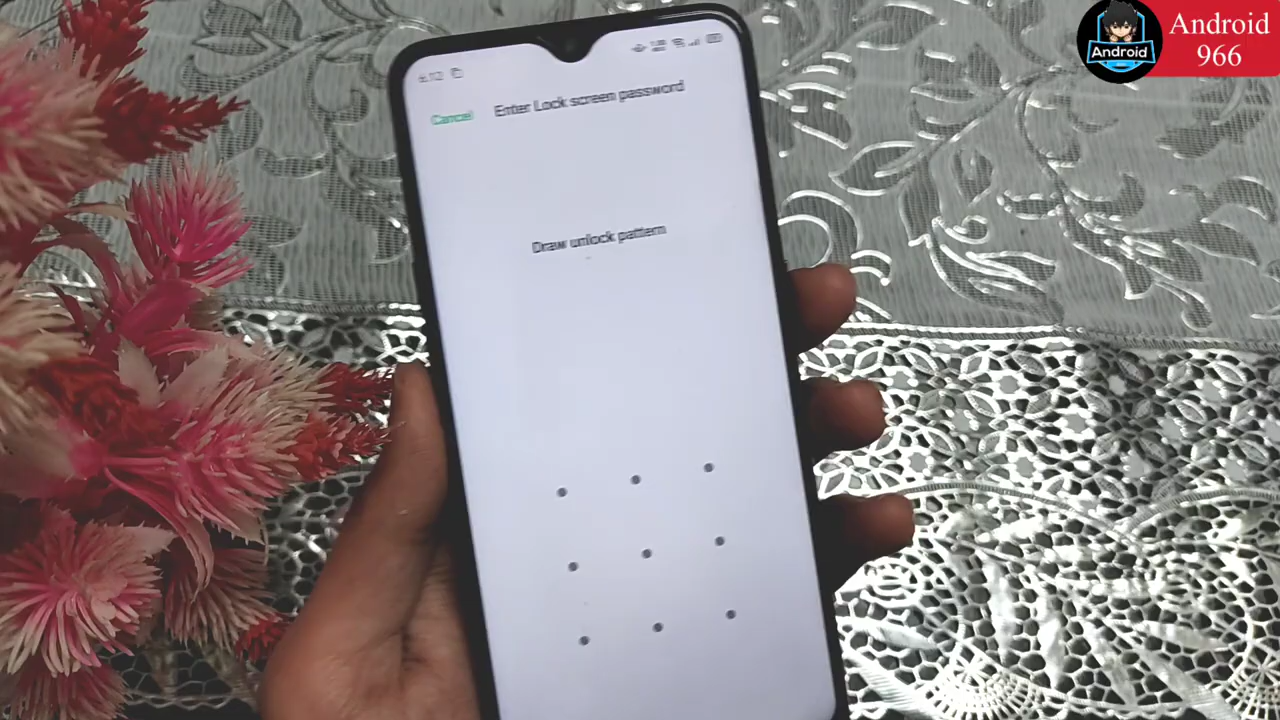 Android
966
Android
Cancel
Enter Lock screen password
Draw unlock pattern